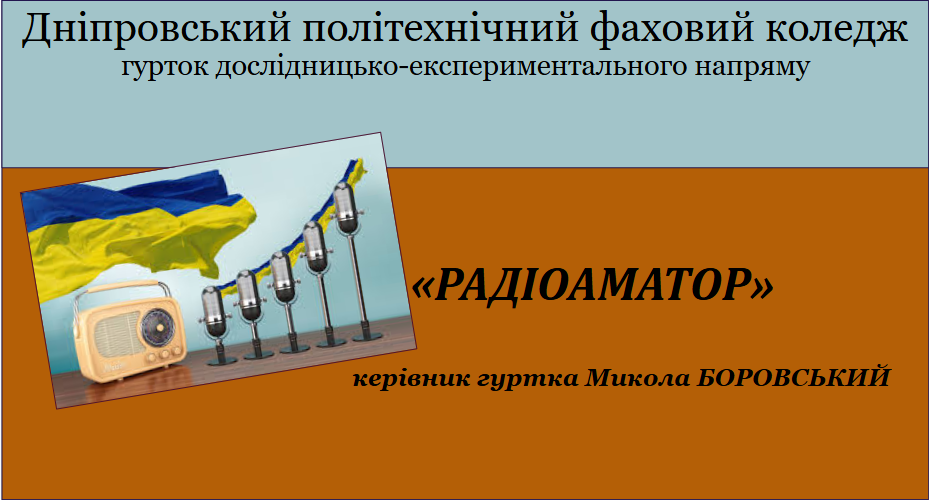 Дніпровський політехнічний фаховий коледж
гурток дослідницько-експериментального напряму
«РАДІОАМАТОР»
керівник гуртка Микола БОРОВСЬКИЙ